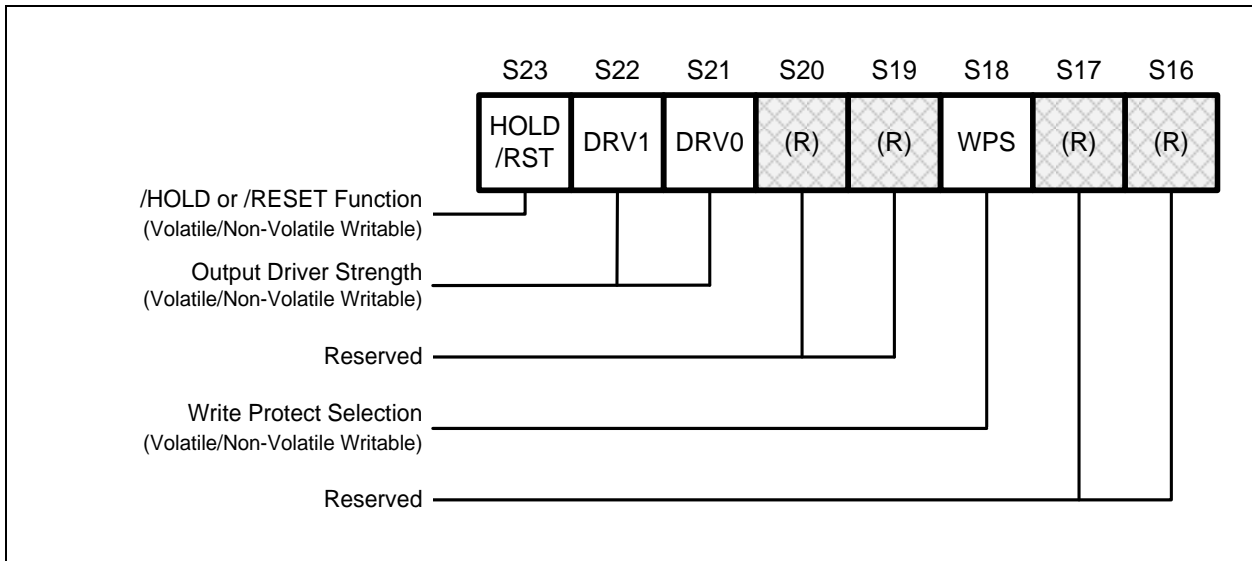 S23 S22 S21 S20 S19 S18 S17 S16
HOLD
/RST DRV1 DRV0 (R) (R) WPS (R) (R)
/HOLD or /RESET Function
(Volatile/Non-Volatile Writable)
Output Driver Strength
(Volatile/Non-Volatile Writable)
Reserved
Write Protect Selection
(Volatile/Non-Volatile Writable)
Reserved